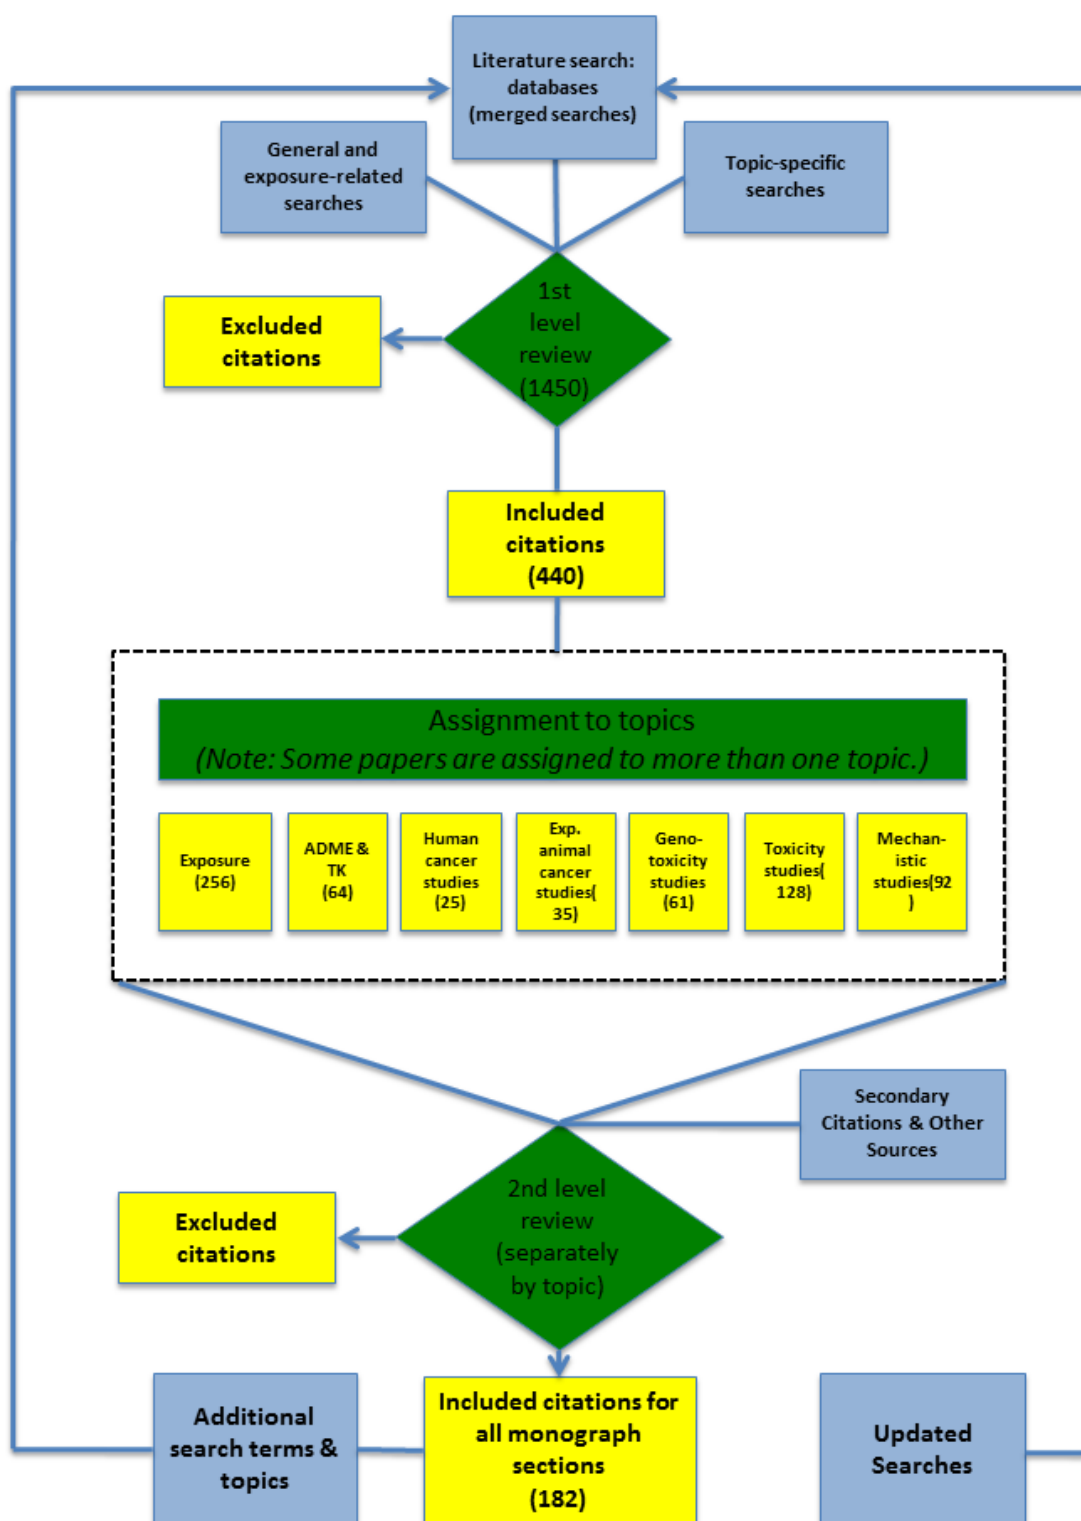 Literature search:
databases
(merged searches)
General and
exposure-related
searches
Topic-specific
searches
1st
level
review
(1450)
Excluded
citations
Included
citations
(440)
Assignment to topics
(Note: Some papers are assigned to more than one topic.)
Exposure
(256)
ADME &
TK
(64)
Human
cancer
studies
(25)
Exp.
animal
cancer
studies(
35)
Geno-
toxicity
studies
(61)
Toxicity
studies(
128)
Mechan-
istic
studies(92
)
Secondary
Citations & Other
Sources
2nd level
review
(separately
by topic)
Excluded
citations
Additional
search terms &
topics
Included citations for
all monograph
sections
(182)
Updated
Searches